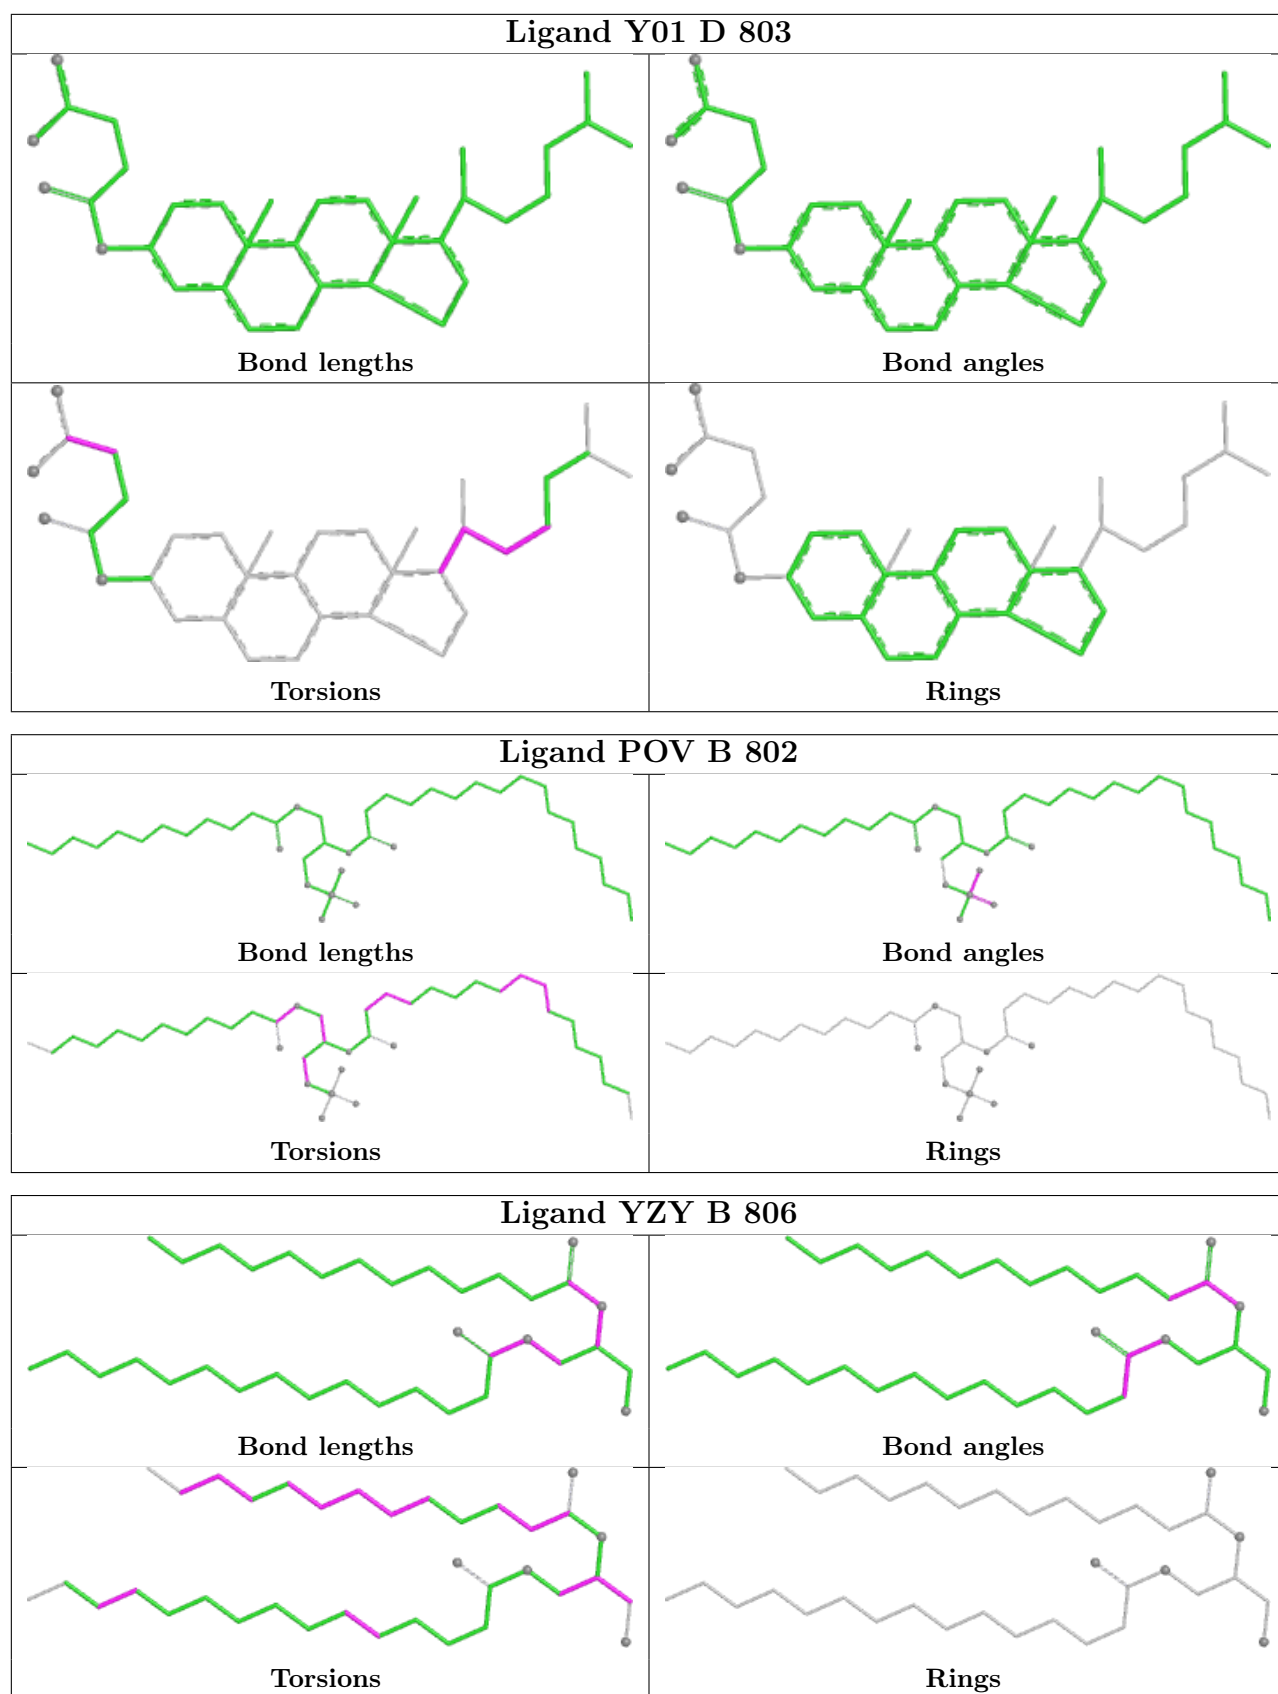 Ligand Y01 D 803
Bond lengths
Bond angles
Torsions
Rings
Ligand POV B 802
Bond lengths
Bond angles
Torsions
Rings
Ligand YZY B 806
Bond lengths
Bond angles
Torsions
Rings